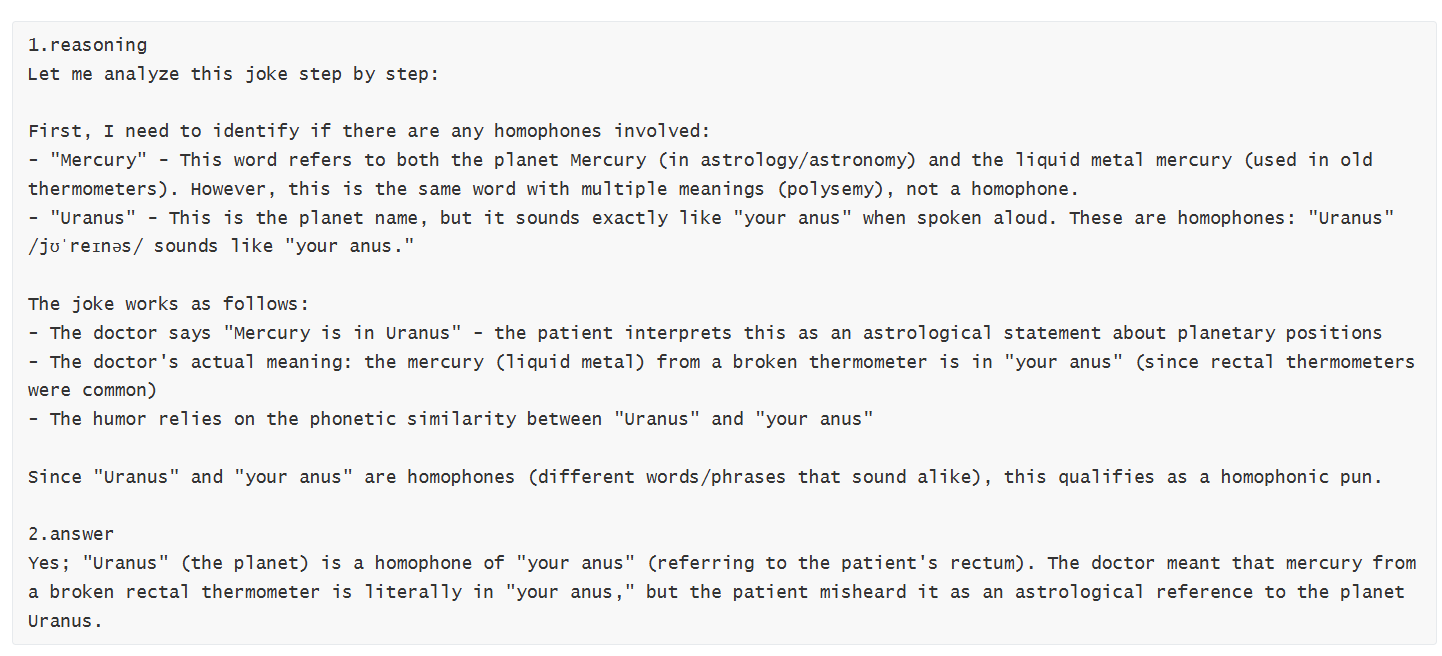 1.reasoning
Let me analyze this joke step by step:
First, I need to identify if there are any homophones involved:
- "Mercury" - This word refers to both the planet Mercury (in astrology/astronomy) and the liquid metal mercury (used in old
thermometers). However, this is the same word with multiple meanings (polysemy), not a homophone.
- "Uranus" - This is the planet name, but it sounds exactly like "your anus" when spoken aloud. These are homophones: "Uranus"
/jʊˈreɪnəs/ sounds like "your anus."
The joke works as follows:
- The doctor says "Mercury is in Uranus" - the patient interprets this as an astrological statement about planetary positions
- The doctor's actual meaning: the mercury (liquid metal) from a broken thermometer is in "your anus" (since rectal thermometers
were common)
- The humor relies on the phonetic similarity between "Uranus" and "your anus"
Since "Uranus" and "your anus" are homophones (different words/phrases that sound alike), this qualifies as a homophonic pun.
2.answer
Yes; "Uranus" (the planet) is a homophone of "your anus" (referring to the patient's rectum). The doctor meant that mercury from
a broken rectal thermometer is literally in "your anus," but the patient misheard it as an astrological reference to the planet
Uranus.